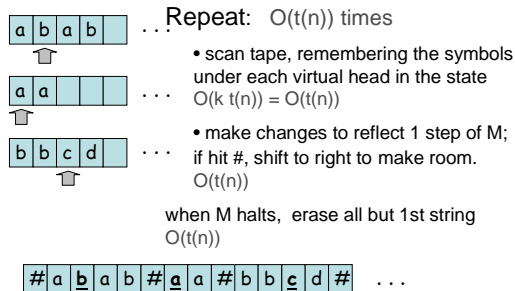 a b a b . . .
Repeat: O(t(n)) times
• scan tape, remembering the symbols
under each virtual head in the state
a a . . .
O(k t(n)) = O(t(n))
• make changes to reflect 1 step of M;
b b c d . . .
if hit #, shift to right to make room.
O(t(n))
when M halts, erase all but 1st string
O(t(n))
# a b a b # a a # b b c d # . . .